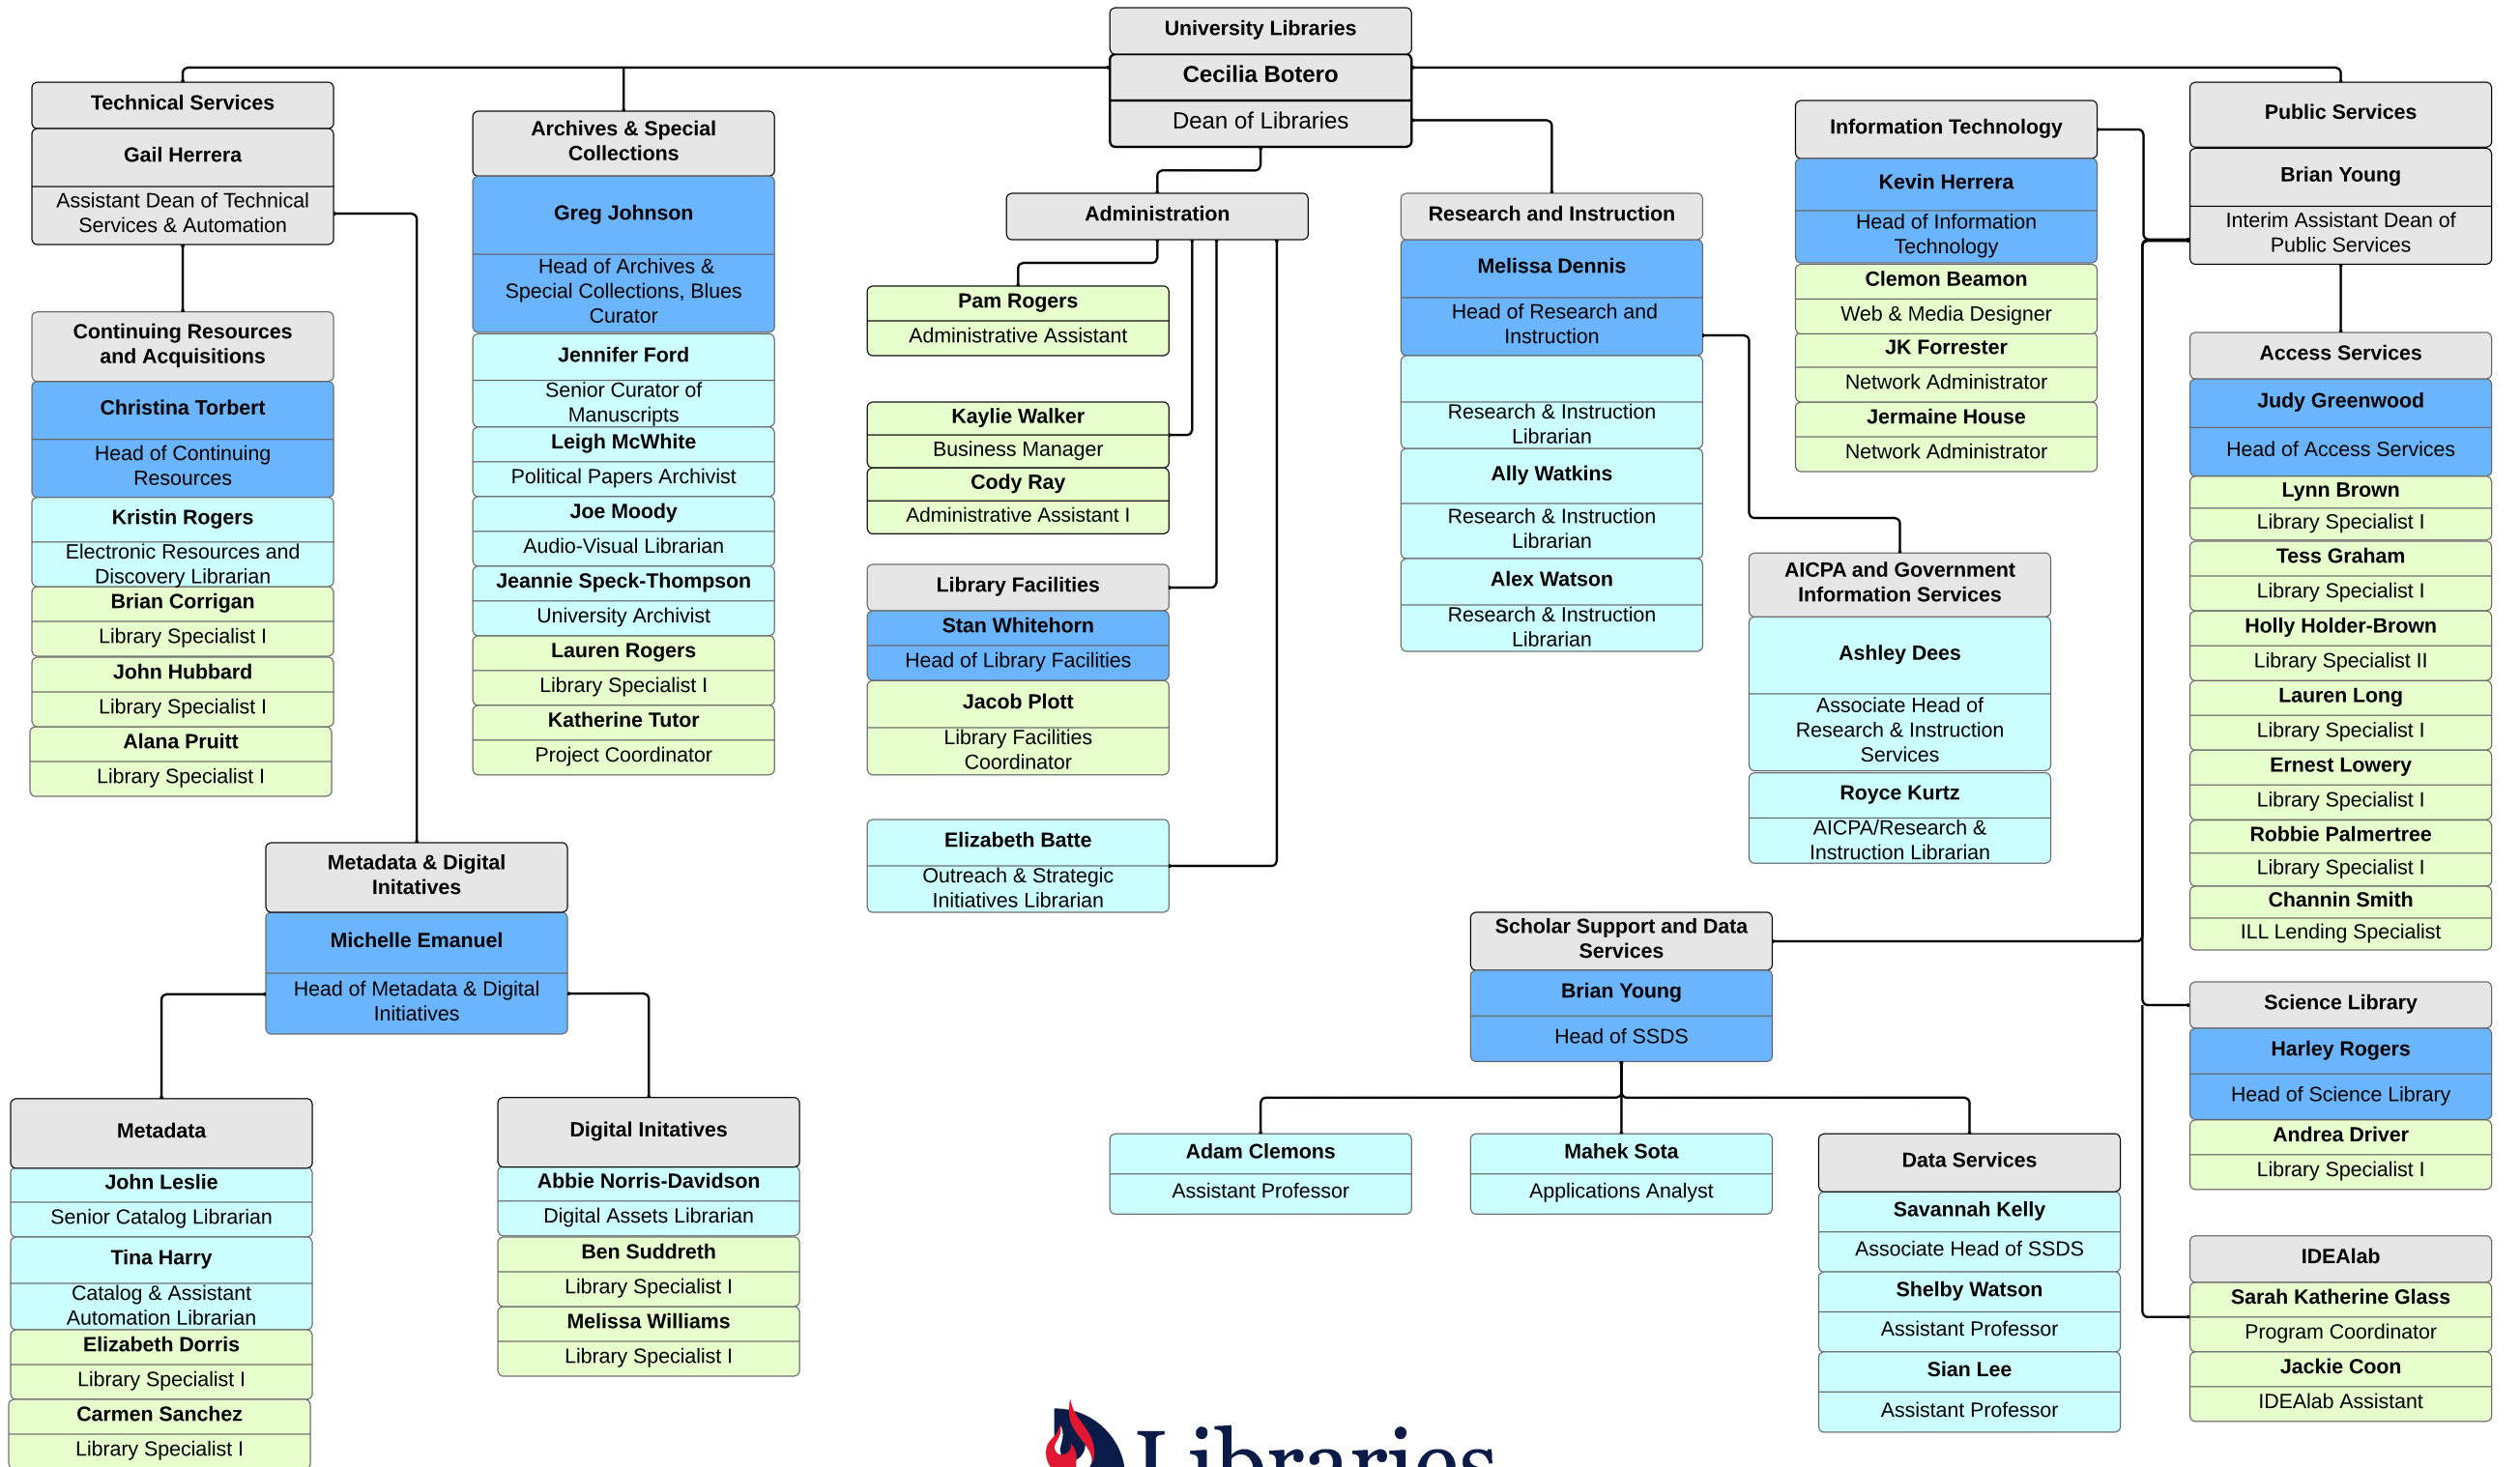 University Libraries
Cecilia Botero
Dean of Libraries
Technical Services
Gail Herrera
Assistant Dean of Technical
Services & Automation
Continuing Resources
and Acquisitions
Christina Torbert
Head of Continuing
Resources
Kristin Rogers
Electronic Resources and
Discovery Librarian
Brian Corrigan
Library Specialist I
John Hubbard
Library Specialist I
Alana Pruitt
Library Specialist I
Archives & Special
Collections
Greg Johnson
Head of Archives &
Special Collections, Blues
Curator
Jennifer Ford
Senior Curator of
Manuscripts
Leigh McWhite
Political Papers Archivist
Joe Moody
Audio-Visual Librarian
Jeannie Speck-Thompson
University Archivist
Lauren Rogers
Library Specialist I
Katherine Tutor
Project Coordinator
Administration
Pam Rogers
Administrative Assistant
Kaylie Walker
Business Manager
Cody Ray
Administrative Assistant I
Library Facilities
Stan Whitehorn
Head of Library Facilities
Jacob Plott
Library Facilities
Coordinator
Elizabeth Batte
Outreach & Strategic
Initiatives Librarian
Research and Instruction
Melissa Dennis
Head of Research and
Instruction
Research & Instruction
Librarian
Ally Watkins
Research & Instruction
Librarian
Alex Watson
Research & Instruction
Librarian
AICPA and Government
Information Services
Ashley Dees
Associate Head of
Research & Instruction
Services
Royce Kurtz
AICPA/Research &
Instruction Librarian
Information Technology
Kevin Herrera
Head of Information
Technology
Clemon Beamon
Web & Media Designer
JK Forrester
Network Administrator
Jermaine House
Network Administrator
Public Services
Brian Young
Interim Assistant Dean of
Public Services
Access Services
Judy Greenwood
Head of Access Services
Lynn Brown
Library Specialist I
Tess Graham
Library Specialist I
Holly Holder-Brown
Library Specialist II
Lauren Long
Library Specialist I
Ernest Lowery
Library Specialist I
Robbie Palmertree
Library Specialist I
Channin Smith
ILL Lending Specialist
Science Library
Harley Rogers
Head of Science Library
Andrea Driver
Library Specialist I
IDEAlab
Sarah Katherine Glass
Program Coordinator
Jackie Coon
IDEAlab Assistant
Metadata & Digital
Initatives
Michelle Emanuel
Head of Metadata & Digital
Initiatives
Metadata
John Leslie
Senior Catalog Librarian
Tina Harry
Catalog & Assistant
Automation Librarian
Elizabeth Dorris
Library Specialist I
Carmen Sanchez
Library Specialist I
Digital Initatives
Abbie Norris-Davidson
Digital Assets Librarian
Ben Suddreth
Library Specialist I
Melissa Williams
Library Specialist I
Scholar Support and Data
Services
Brian Young
Head of SSDS
Adam Clemons
Assistant Professor
Mahek Sota
Applications Analyst
Data Services
Savannah Kelly
Associate Head of SSDS
Shelby Watson
Assistant Professor
Sian Lee
Assistant Professor
Libraries